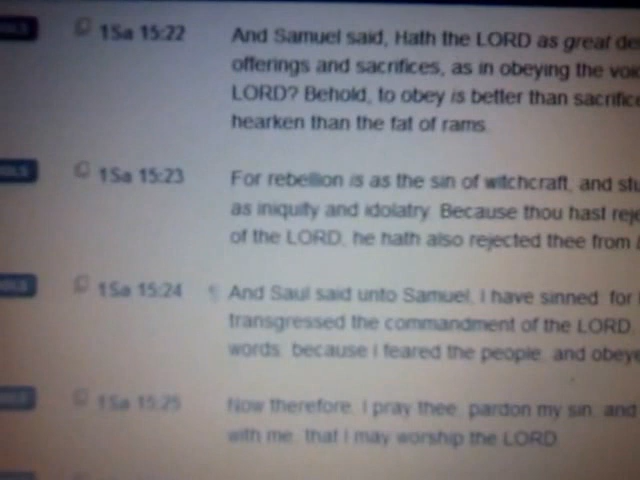 1Sa 15:22 And Samuel said, Hath the LORD as great
offerings and sacrifices, as in obeying the
LORD? Behold, to obey is better than sacrifice
hearken than the fat of rams.
1Sa 15:23 For rebellion is as the sin of witchcraft, and
as iniquity and idolatry. Because thou hast
of the LORD, he hath also rejected thee from
1Sa 15:24 ¶ And Saul said unto Samuel, I have sinned: for
transgressed the commandment of the LORD,
words: because I feared the people, and
1Sa 15:25 Now therefore, I pray thee, pardon my sin, and
with me, that I may worship the LORD.